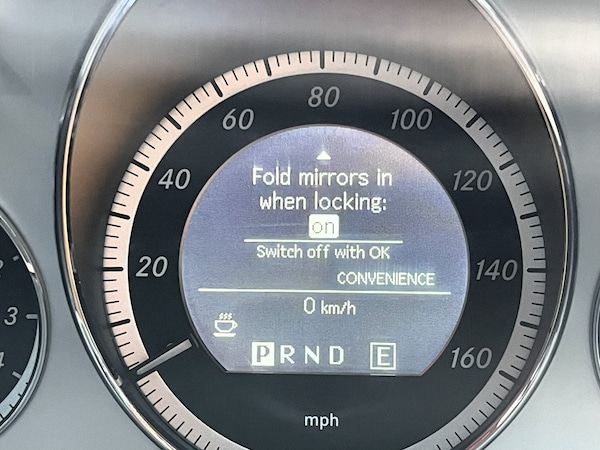 80
60 100
Fold mirrors in
when locking:
40 120
on
Switch off with OK
CONVENIENCE
20 140
0 km/h
3
P R N D E
160
4
mph